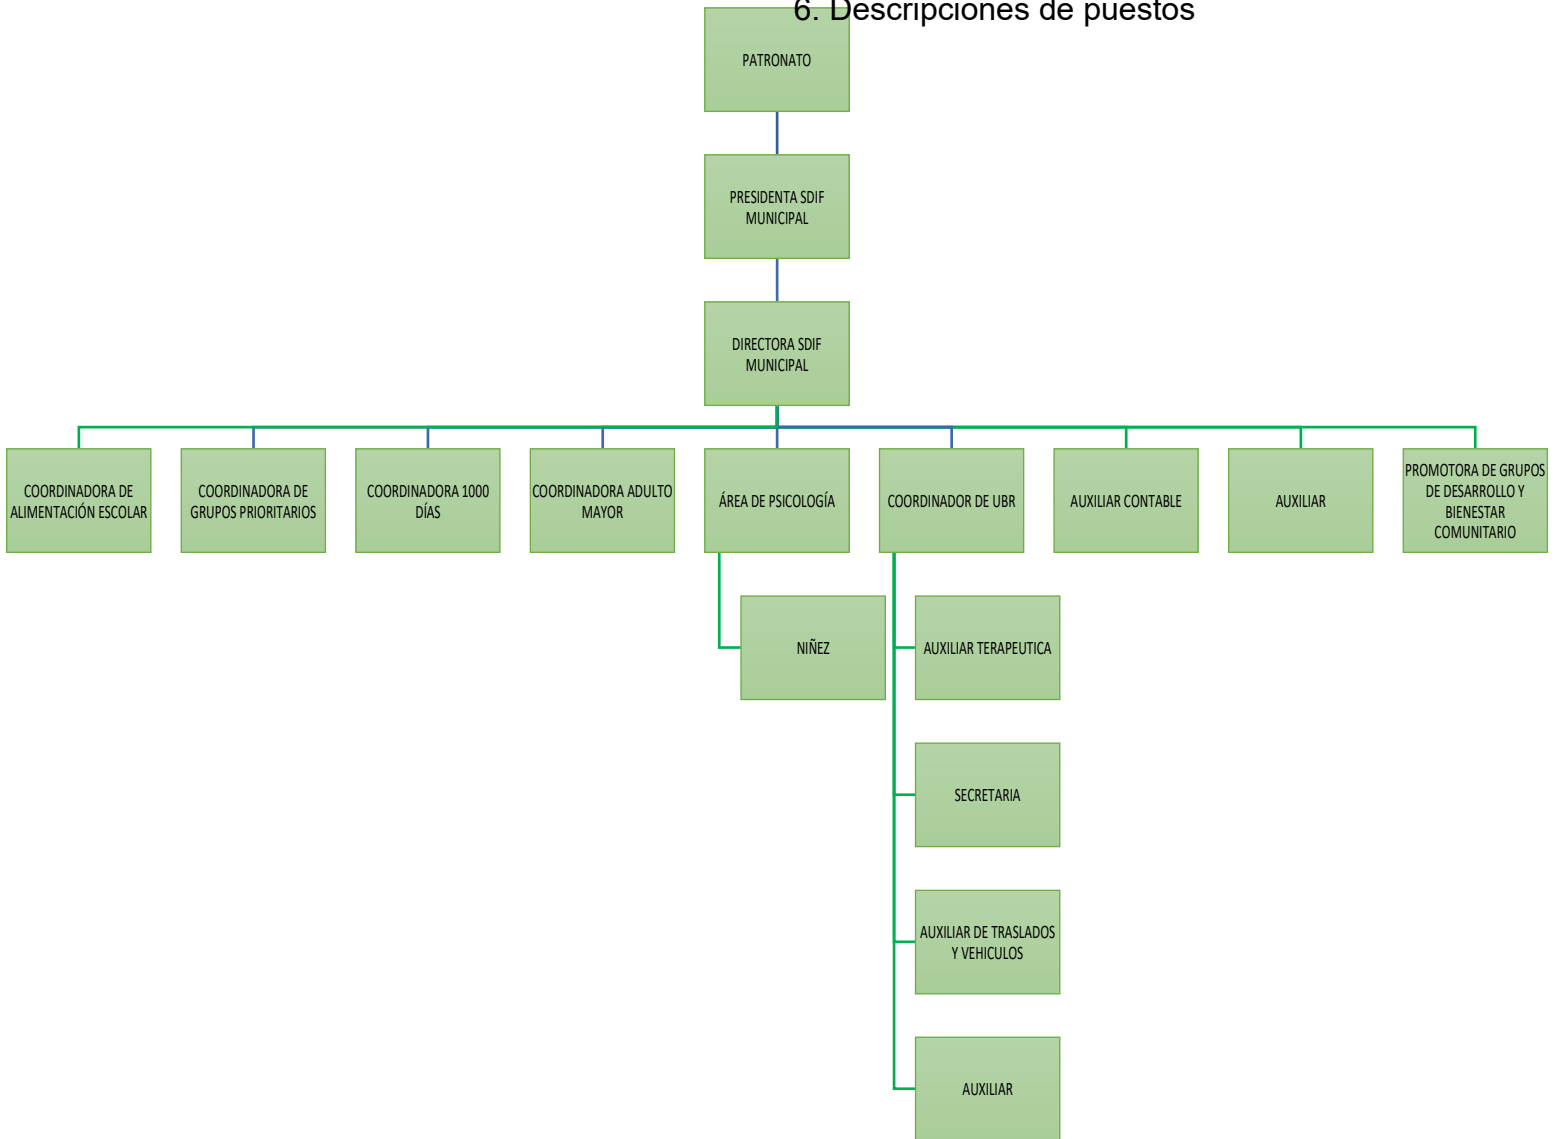 6. Descripciones de puestos
PATRONATO
PRESIDENTA SDIF
MUNICIPAL
DIRECTORA SDIF
MUNICIPAL
COORDINADORA DE
ALIMENTACIÓN ESCOLAR
COORDINADORA DE
GRUPOS PRIORITARIOS
COORDINADORA 1000
DÍAS
COORDINADORA ADULTO
MAYOR
ÁREA DE PSICOLOGÍA
COORDINADOR DE UBR
AUXILIAR CONTABLE
AUXILIAR
PROMOTORA DE GRUPOS
DE DESARROLLO Y
BIENESTAR
COMUNITARIO
NIÑEZ
AUXILIAR TERAPEUTICA
SECRETARIA
AUXILIAR DE TRASLADOS
Y VEHICULOS
AUXILIAR